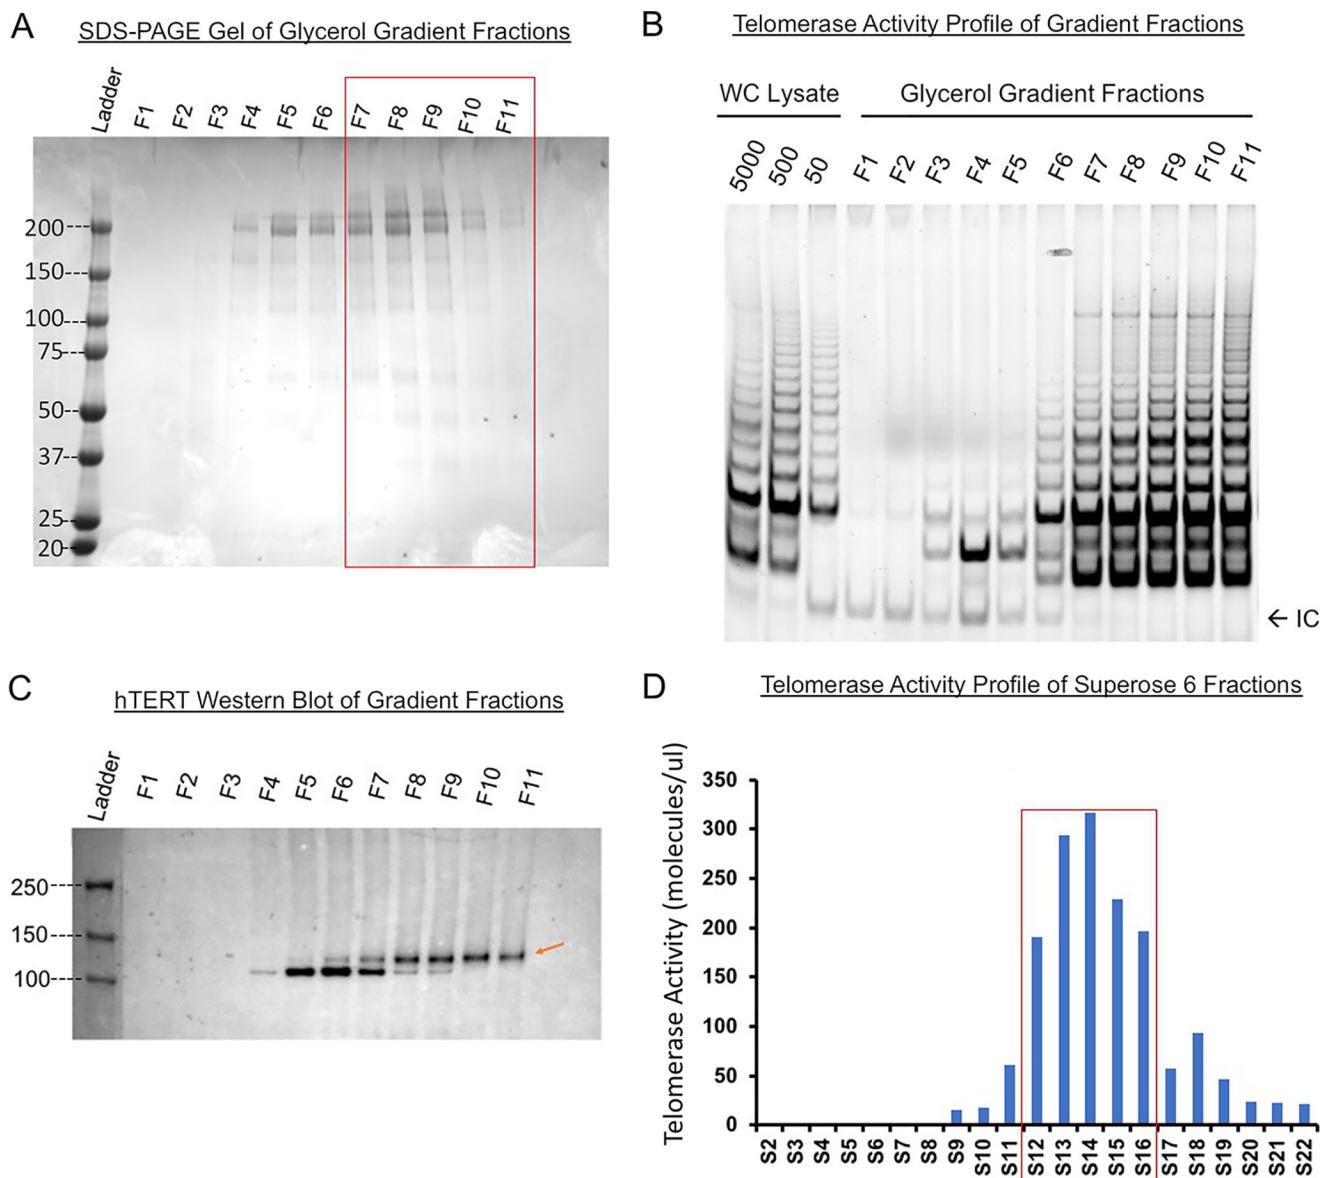 A
SDS-PAGE Gel of Glycerol Gradient Fractions
Ladder F1 F2 F3 F4 F5 F6 F7 F8 F9 F10 F11
200
150
100
75
50
37
25
20
B
Telomerase Activity Profile of Gradient Fractions
WC Lysate Glycerol Gradient Fractions
5000 500 50 F1 F2 F3 F4 F5 F6 F7 F8 F9 F10 F11
← IC
C
hTERT Western Blot of Gradient Fractions
Ladder F1 F2 F3 F4 F5 F6 F7 F8 F9 F10 F11
250
150
100
D
Telomerase Activity Profile of Superose 6 Fractions
Telomerase Activity (molecules/ul)
350
300
250
200
150
100
50
0
S2 S3 S4 S5 S6 S7 S8 S9 S10 S11 S12 S13 S14 S15 S16 S17 S18 S19 S20 S21 S22